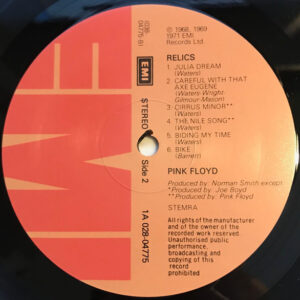 EMI
(028-
04775 B)
EMI
STEREO
Side 2
1A 028-04775
℗ 1968, 1969
1971 EMI
Records Ltd.
RELICS
1. JULIA DREAM
(Waters)
2. CAREFUL WITH THAT
AXE EUGENE
(Waters-Wright-
Gilmour-Mason)
3. CIRRUS MINOR**
(Waters)
4. THE NILE SONG**
(Waters)
5. BIDING MY TIME
(Waters)
6. BIKE
(Barrett)
PINK FLOYD
Produced by: Norman Smith except
*Produced by: Joe Boyd
**Produced by: Pink Floyd
STEMRA
All rights of the manufacturer
and of the owner of the
recorded work reserved.
Unauthorised public
performance,
broadcasting and
copying of this
record
prohibited